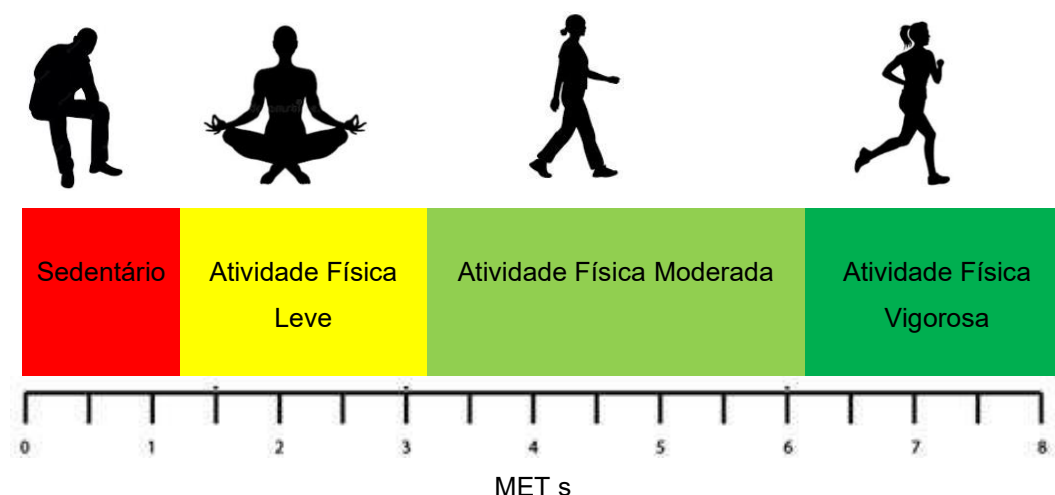 Sedentário
Atividade Física
Leve
Atividade Física Moderada
Atividade Física
Vigorosa
0 1 2 3 4 5 6 7 8
MET s